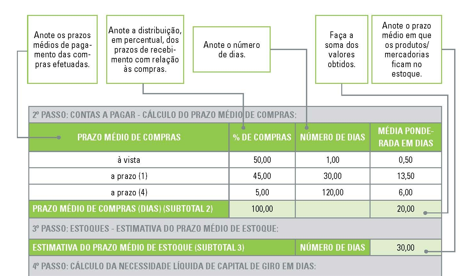 Anote os prazos
médios de paga-
mento das com-
pras efetuadas.
Anote a distribuição,
em percentual, dos
prazos de recebi-
mento com relação
às compras.
Anote o número
de dias.
Faça a
soma dos
valores
obtidos.
Anote o prazo
médio em que
os produtos/
mercadorias
ficam no
estoque.
2º PASSO: CONTAS A PAGAR - CÁLCULO DO PRAZO MÉDIO DE COMPRAS:
PRAZO MÉDIO DE COMPRAS % DE COMPRAS NÚMERO DE DIAS MÉDIA PONDE-
RADA EM DIAS
à vista 50,00 1,00 0,50
a prazo (1) 45,00 30,00 13,50
a prazo (4) 5,00 120,00 6,00
PRAZO MÉDIO DE COMPRAS (DIAS) (SUBTOTAL 2) 100,00 20,00
3º PASSO: ESTOQUES - ESTIMATIVA DO PRAZO MÉDIO DE ESTOQUE:
ESTIMATIVA DO PRAZO MÉDIO DE ESTOQUE (SUBTOTAL 3) NÚMERO DE DIAS 30,00
4º PASSO: CÁLCULO DA NECESSIDADE LÍQUIDA DE CAPITAL DE GIRO EM DIAS: